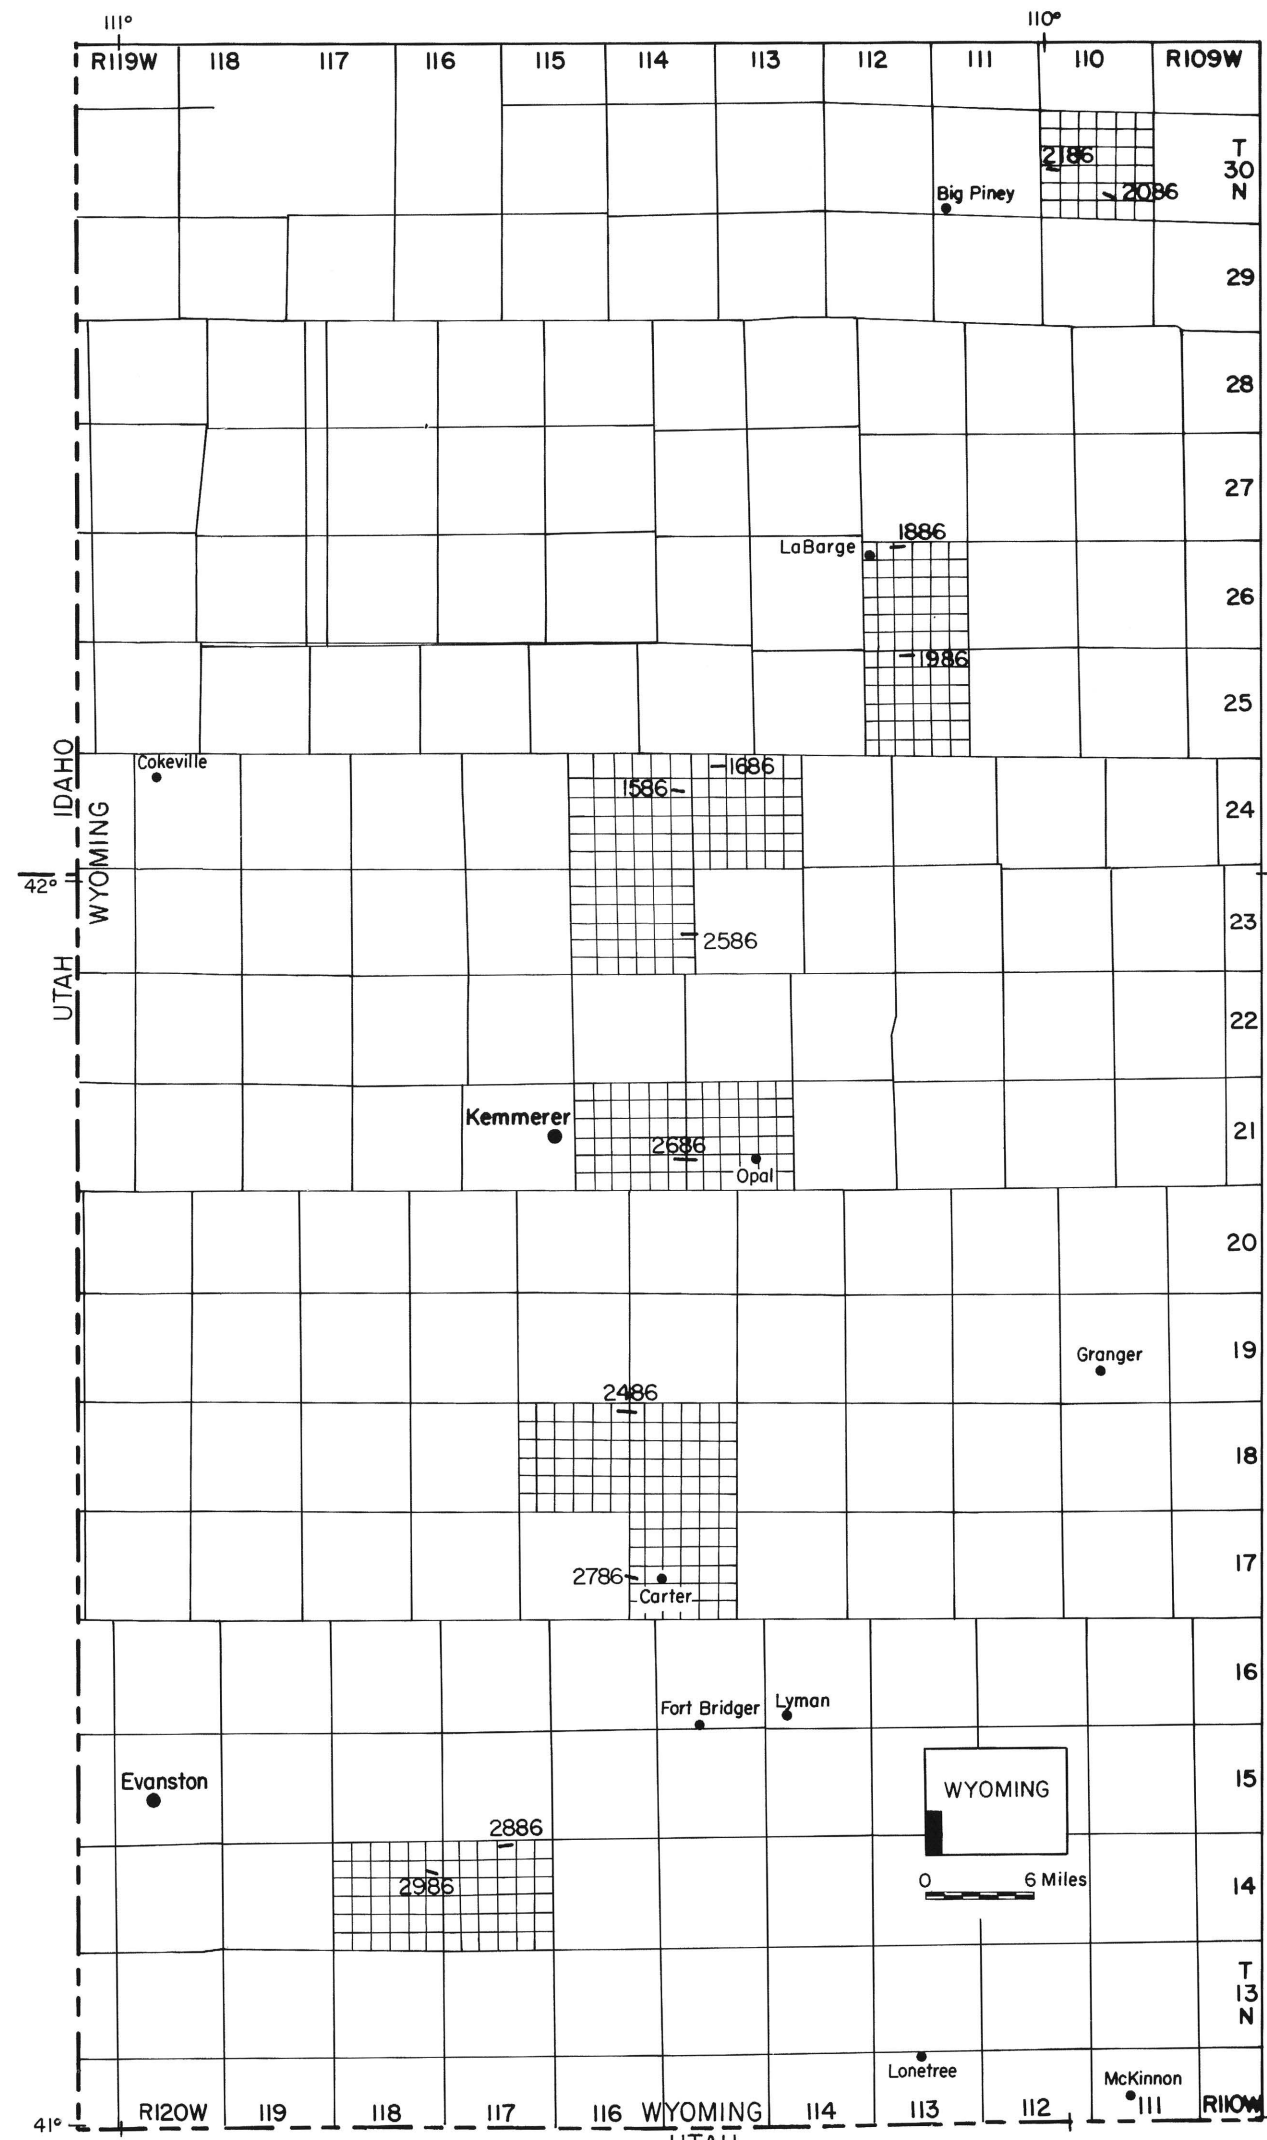 111° 110°
R119W 118 117 116 115 114 113 112 111 110 R109W
T
30
N
2186
2086
Big Piney
29
28
27
1886
LaBarge
26
1986
25
IDAHO
WYOMING
UTAH
Cokeville
1686
1586
24
42°
23
2586
22
Kemmerer
21
2686
Opal
20
19
Granger
2486
18
17
2786
Carter
16
Fort Bridger Lyman
Evanston
15
WYOMING
2886
0 6 Miles
2986
14
T
13
N
Lonetree
McKinnon
41°
R120W 119 118 117 116 WYOMING 114 113 112 111 R110W
UTAH